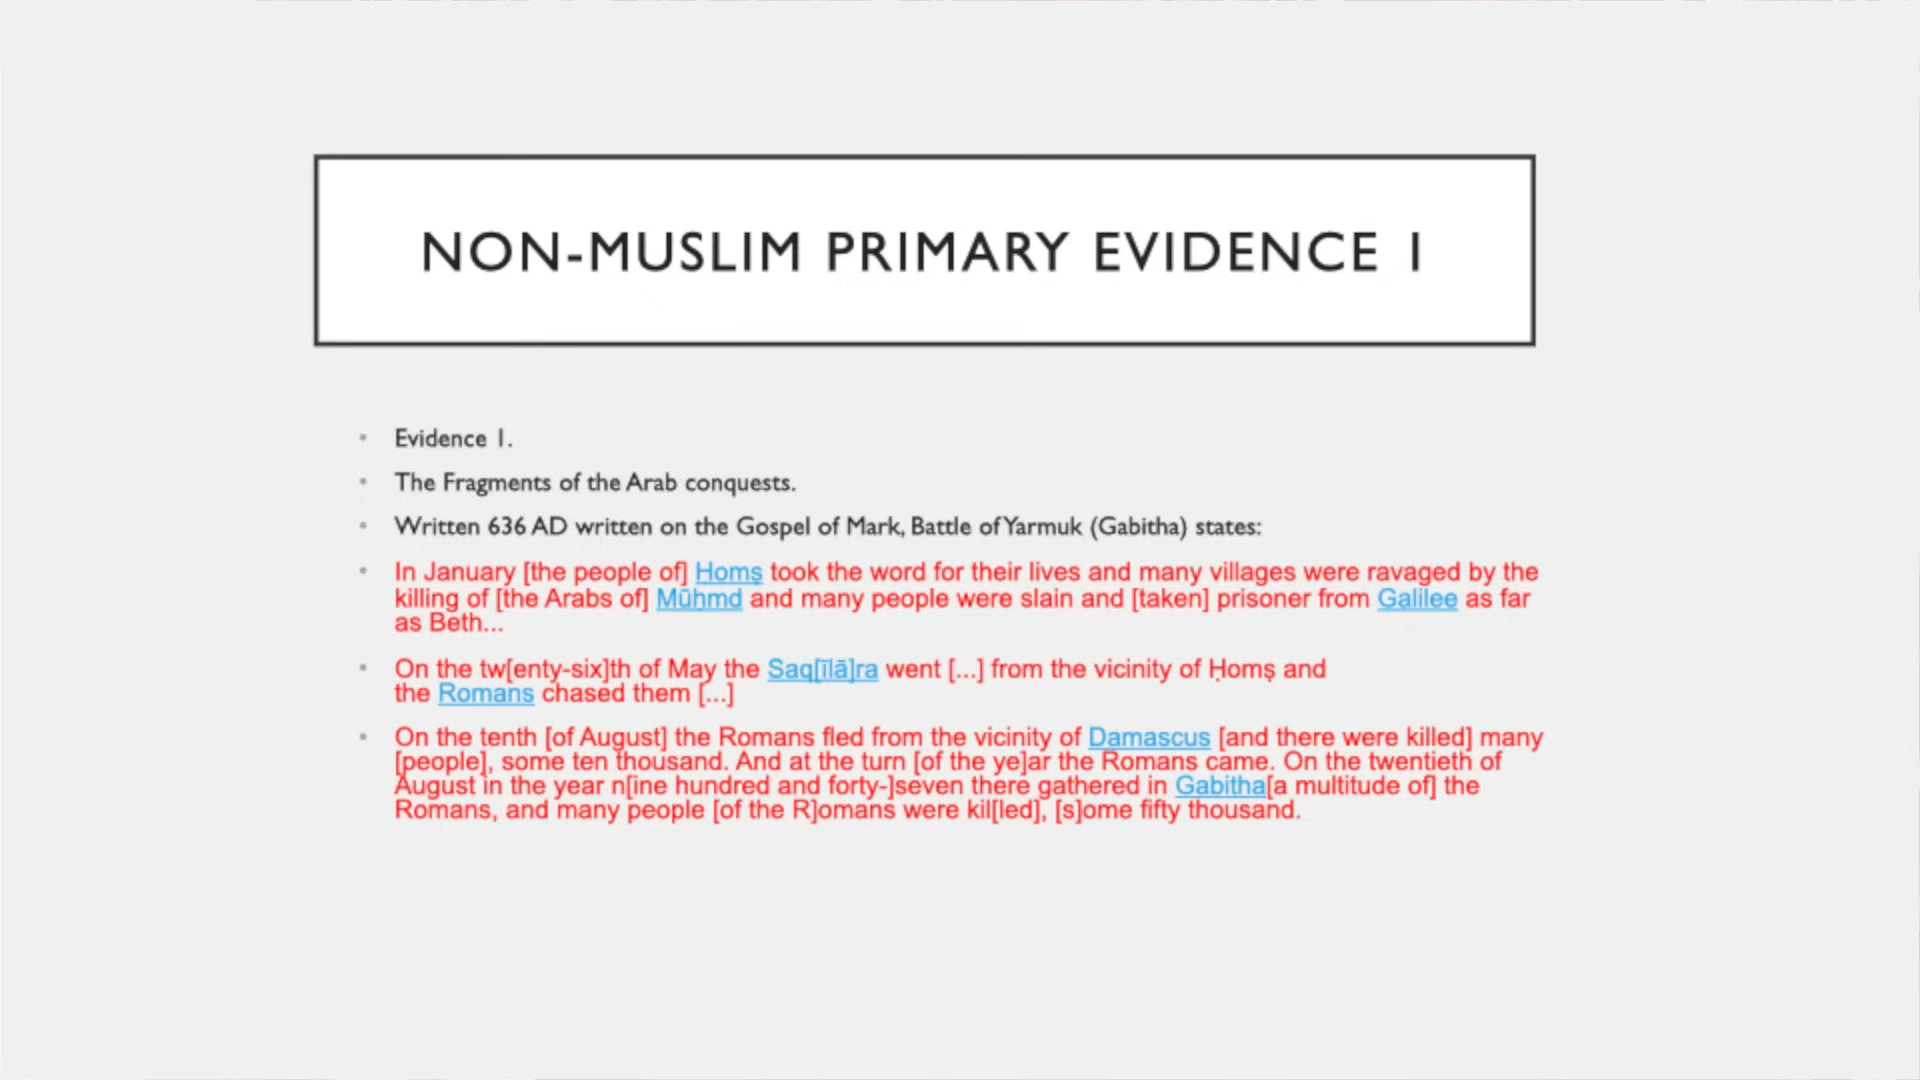 NON-MUSLIM PRIMARY EVIDENCE 1
• Evidence 1.
• The Fragments of the Arab conquests.
• Written 636 AD written on the Gospel of Mark, Battle of Yarmuk (Gabitha) states:
• In January [the people of] Ḥomṣ took the word for their lives and many villages were ravaged by the
killing of [the Arabs of] Mūḥmd and many people were slain and [taken] prisoner from Galilee as far
as Beth...
• On the tw[enty-six]th of May the Saq[īlā]ra went [...] from the vicinity of Ḥomṣ and
the Romans chased them [...]
• On the tenth [of August] the Romans fled from the vicinity of Damascus [and there were killed] many
[people], some ten thousand. And at the turn [of the ye]ar the Romans came. On the twentieth of
August in the year n[ine hundred and forty-]seven there gathered in Gabitha[a multitude of] the
Romans, and many people [of the R]omans were kil[led], [s]ome fifty thousand.